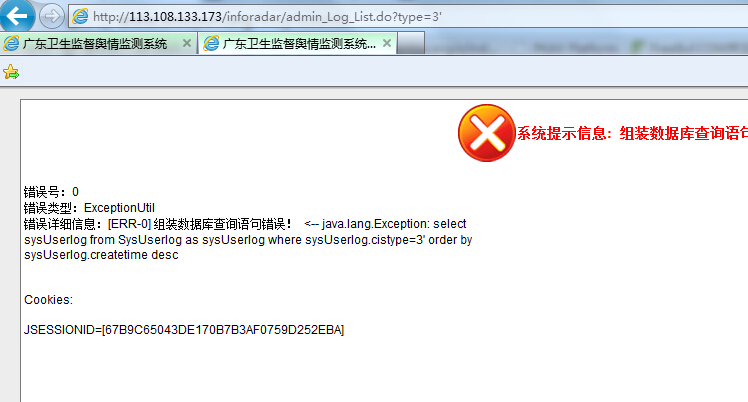 http://113.108.133.173/inforadar/admin_Log_List.do?type=3'
广东卫生监督舆情监测系统 广东卫生监督舆情监测系统...
系统提示信息：组装数据库查询语句
错误号：0
错误类型：ExceptionUtil
错误详细信息：[ERR-0] 组装数据库查询语句错误！ <-- java.lang.Exception: select
sysUserlog from SysUserlog as sysUserlog where sysUserlog.cistype=3' order by
sysUserlog.createtime desc
Cookies:
JSESSIONID=[67B9C65043DE170B7B3AF0759D252EBA]